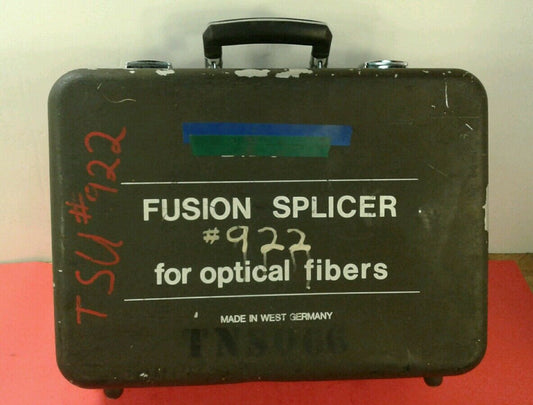 TSU #922
FUSION SPLICER
#922
for optical fibers
MADE IN WEST GERMANY